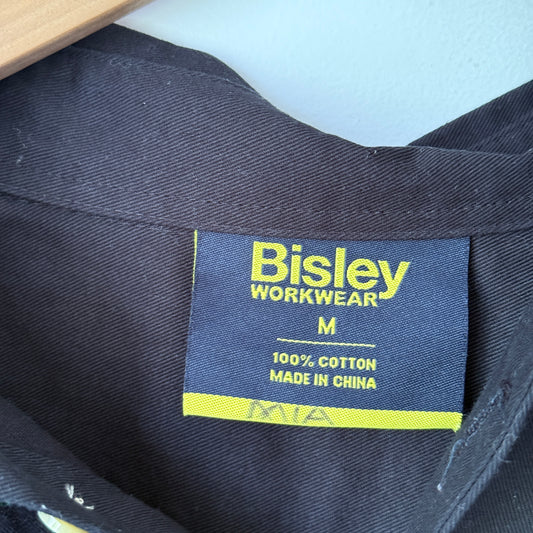 Bisley
WORKWEAR
M
100% COTTON
MADE IN CHINA
MIA